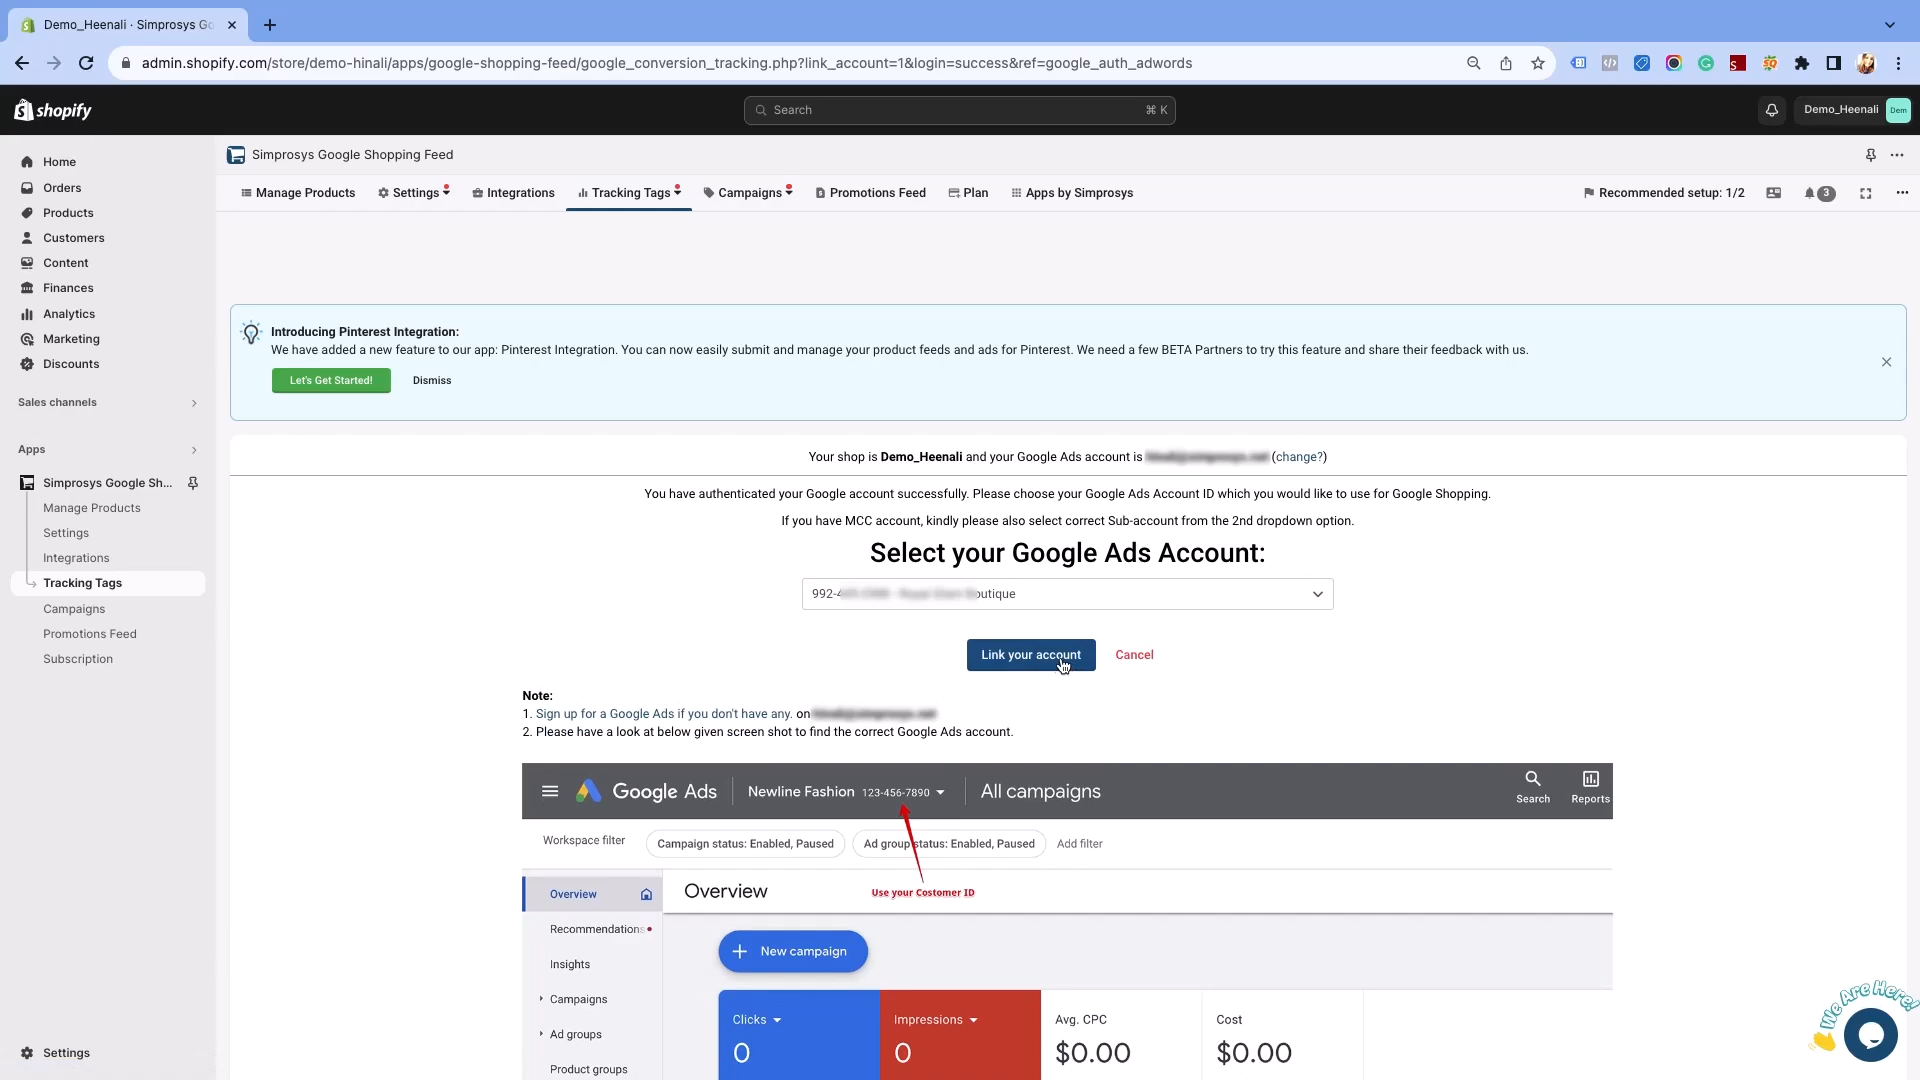 Demo_Heenali · Simprosys Go
admin.shopify.com/store/demo-hinali/apps/google-shopping-feed/google_conversion_tracking.php?link_account=1&login=success&ref=google_auth_adwords
shopify
Search
⌘ K
Demo_Heenali
Dem
Home
Orders
Products
Customers
Content
Finances
Analytics
Marketing
Discounts
Sales channels
Apps
Simprosys Google Sh...
Manage Products
Settings
Integrations
Tracking Tags
Campaigns
Promotions Feed
Subscription
Settings
Simprosys Google Shopping Feed
Manage Products
Settings
Integrations
Tracking Tags
Campaigns
Promotions Feed
Plan
Apps by Simprosys
Recommended setup: 1/2
3
Introducing Pinterest Integration:
We have added a new feature to our app: Pinterest Integration. You can now easily submit and manage your product feeds and ads for Pinterest. We need a few BETA Partners to try this feature and share their feedback with us.
Let's Get Started!
Dismiss
Your shop is Demo_Heenali and your Google Ads account is (change?)
You have authenticated your Google account successfully. Please choose your Google Ads Account ID which you would like to use for Google Shopping.
If you have MCC account, kindly please also select correct Sub-account from the 2nd dropdown option.
Select your Google Ads Account:
992-4 outique
Link your account
Cancel
Note:
1. Sign up for a Google Ads if you don't have any. on
2. Please have a look at below given screen shot to find the correct Google Ads account.
Google Ads
Newline Fashion 123-456-7890
All campaigns
Search
Reports
Workspace filter
Campaign status: Enabled, Paused
Ad group status: Enabled, Paused
Add filter
Overview
Recommendations
Insights
Campaigns
Ad groups
Product groups
Overview
Use your Costomer ID
New campaign
Clicks
0
Impressions
0
Avg. CPC
$0.00
Cost
$0.00
We Are Here!